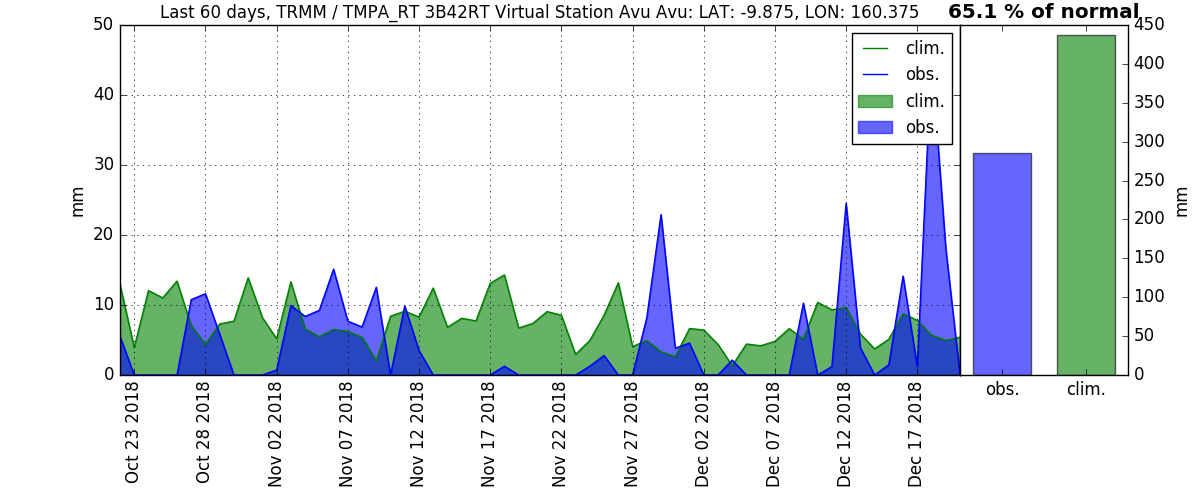 Last 60 days, TRMM / TMPA_RT 3B42RT Virtual Station Avu Avu: LAT: -9.875, LON: 160.375
65.1 % of normal
mm
50
40
30
20
10
0
clim.
obs.
clim.
obs.
450
400
350
300
250
200
150
100
50
0
mm
Oct 23 2018
Oct 28 2018
Nov 02 2018
Nov 07 2018
Nov 12 2018
Nov 17 2018
Nov 22 2018
Nov 27 2018
Dec 02 2018
Dec 07 2018
Dec 12 2018
Dec 17 2018
obs.
clim.